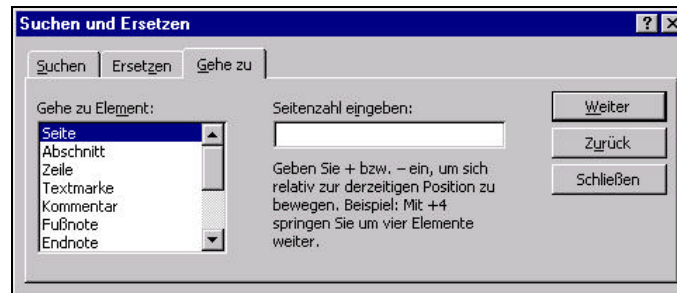 Suchen und Ersetzen
Suchen Ersetzen Gehe zu
Gehe zu Element:
Seite
Abschnitt
Zeile
Textmarke
Kommentar
Fußnote
Endnote
Seitenzahl eingeben:
Geben Sie + bzw. – ein, um sich
relativ zur derzeitigen Position zu
bewegen. Beispiel: Mit +4
springen Sie um vier Elemente
weiter.
Weiter
Zurück
Schließen